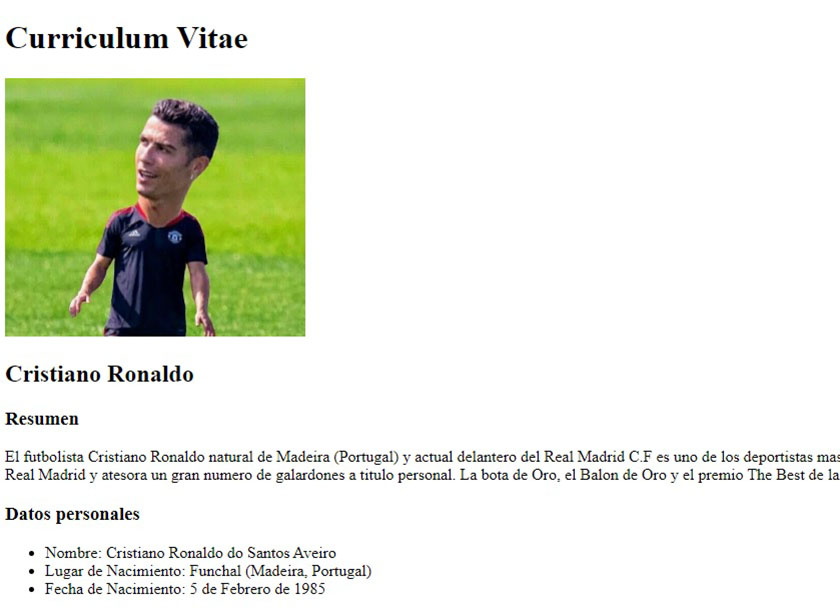 Curriculum Vitae
Cristiano Ronaldo
Resumen
El futbolista Cristiano Ronaldo natural de Madeira (Portugal) y actual delantero del Real Madrid C.F es uno de los deportistas mas
Real Madrid y atesora un gran numero de galardones a titulo personal. La bota de Oro, el Balon de Oro y el premio The Best de la
Datos personales
Nombre: Cristiano Ronaldo do Santos Aveiro
Lugar de Nacimiento: Funchal (Madeira, Portugal)
Fecha de Nacimiento: 5 de Febrero de 1985